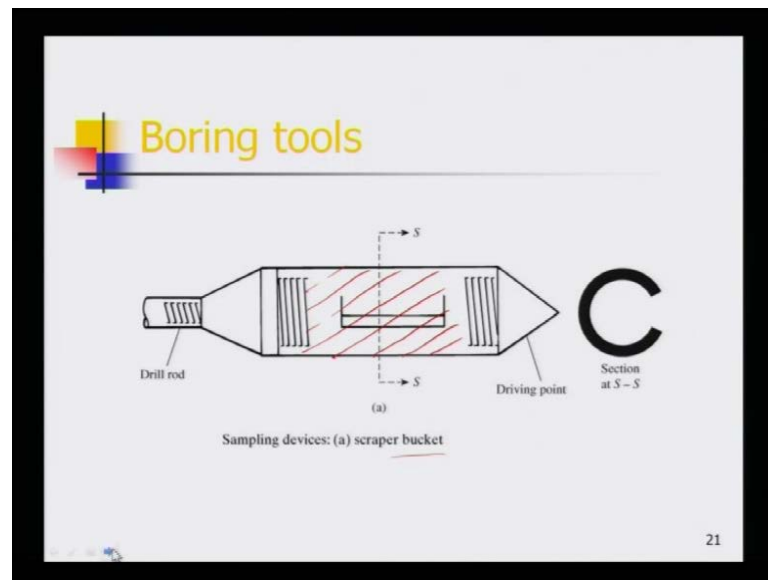 Boring tools
S
Drill rod
S
Driving point
Section
at S – S
(a)
Sampling devices: (a) scraper bucket
21